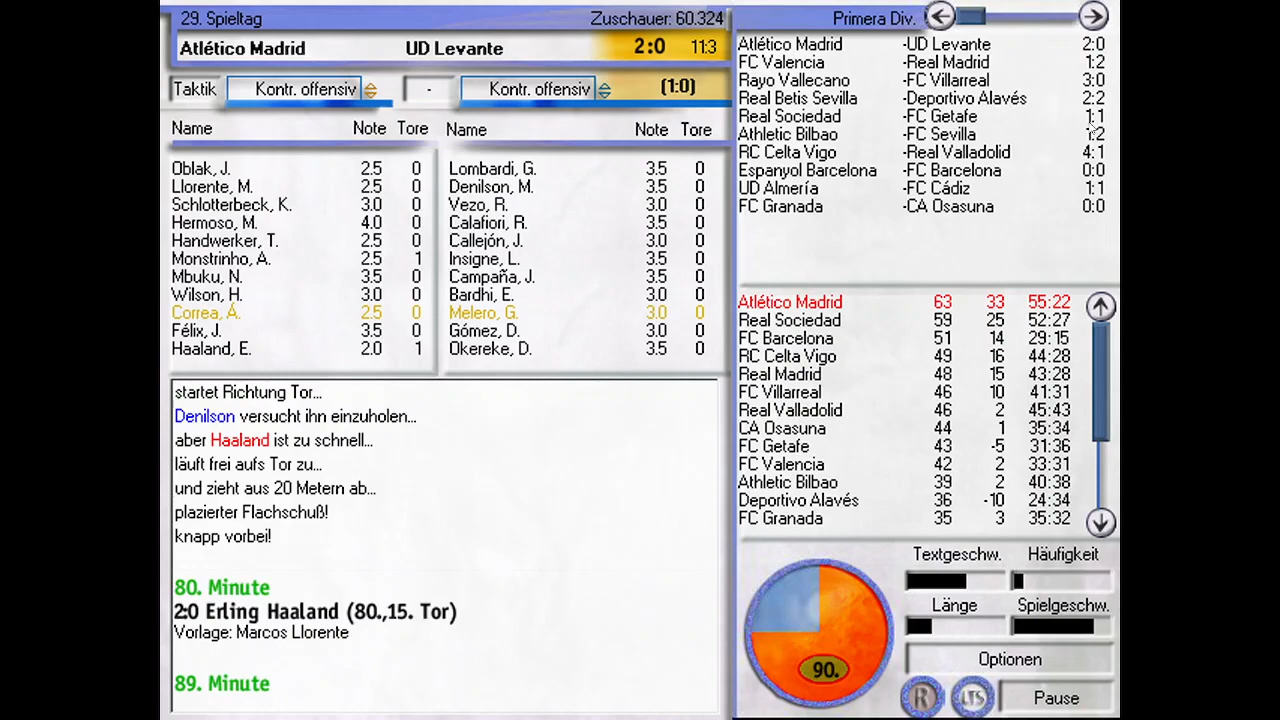 29. Spieltag Zuschauer: 60.324
Atlético Madrid UD Levante 2:0 11:3
Taktik Kontr. offensiv - Kontr. offensiv (1:0)
Name Note Tore Name Note Tore
Oblak, J. 2.5 0 Lombardi, G. 3.5 0
Llorente, M. 2.5 0 Denilson, M. 3.5 0
Schlotterbeck, K. 3.0 0 Vezo, R. 3.0 0
Hermoso, M. 4.0 0 Calafiori, R. 3.5 0
Handwerker, T. 2.5 0 Callejón, J. 3.0 0
Monstrinho, A. 2.5 1 Insigne, L. 3.5 0
Mbuku, N. 3.5 0 Campaña, J. 3.5 0
Wilson, H. 3.0 0 Bardhi, E. 3.0 0
Correa, Á. 2.5 0 Melero, G. 3.0 0
Félix, J. 3.5 0 Gómez, D. 3.0 0
Haaland, E. 2.0 1 Okereke, D. 3.5 0
startet Richtung Tor...
Denilson versucht ihn einzuholen...
aber Haaland ist zu schnell...
läuft frei aufs Tor zu...
und zieht aus 20 Metern ab...
plazierter Flachschuß!
knapp vorbei!
80. Minute
2:0 Erling Haaland (80.,15. Tor)
Vorlage: Marcos Llorente
89. Minute
Primera Div.
Atlético Madrid -UD Levante 2:0
FC Valencia -Real Madrid 1:2
Rayo Vallecano -FC Villarreal 3:0
Real Betis Sevilla -Deportivo Alavés 2:2
Real Sociedad -FC Getafe 1:1
Athletic Bilbao -FC Sevilla 1:2
RC Celta Vigo -Real Valladolid 4:1
Espanyol Barcelona -FC Barcelona 0:0
UD Almería -FC Cádiz 1:1
FC Granada -CA Osasuna 0:0
Atlético Madrid 63 33 55:22
Real Sociedad 59 25 52:27
FC Barcelona 51 14 29:15
RC Celta Vigo 49 16 44:28
Real Madrid 48 15 43:28
FC Villarreal 46 10 41:31
Real Valladolid 46 2 45:43
CA Osasuna 44 1 35:34
FC Getafe 43 -5 31:36
FC Valencia 42 2 33:31
Athletic Bilbao 39 2 40:38
Deportivo Alavés 36 -10 24:34
FC Granada 35 3 35:32
Textgeschw. Häufigkeit
Länge Spielgeschw.
Optionen
90.
R LTS Pause